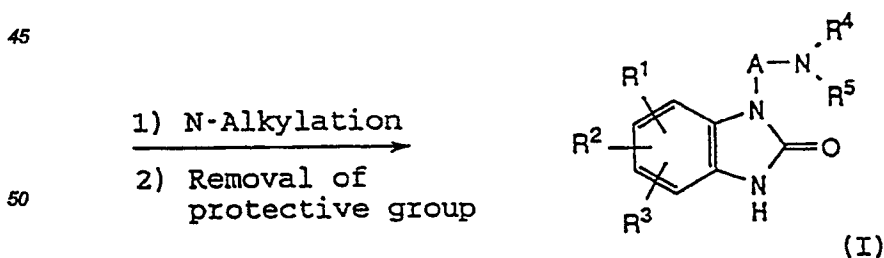 45
1) N-Alkylation
2) Removal of
protective group
50
R¹
R²
R³
A—N
R⁴
R⁵
N
O
N
H
(I)